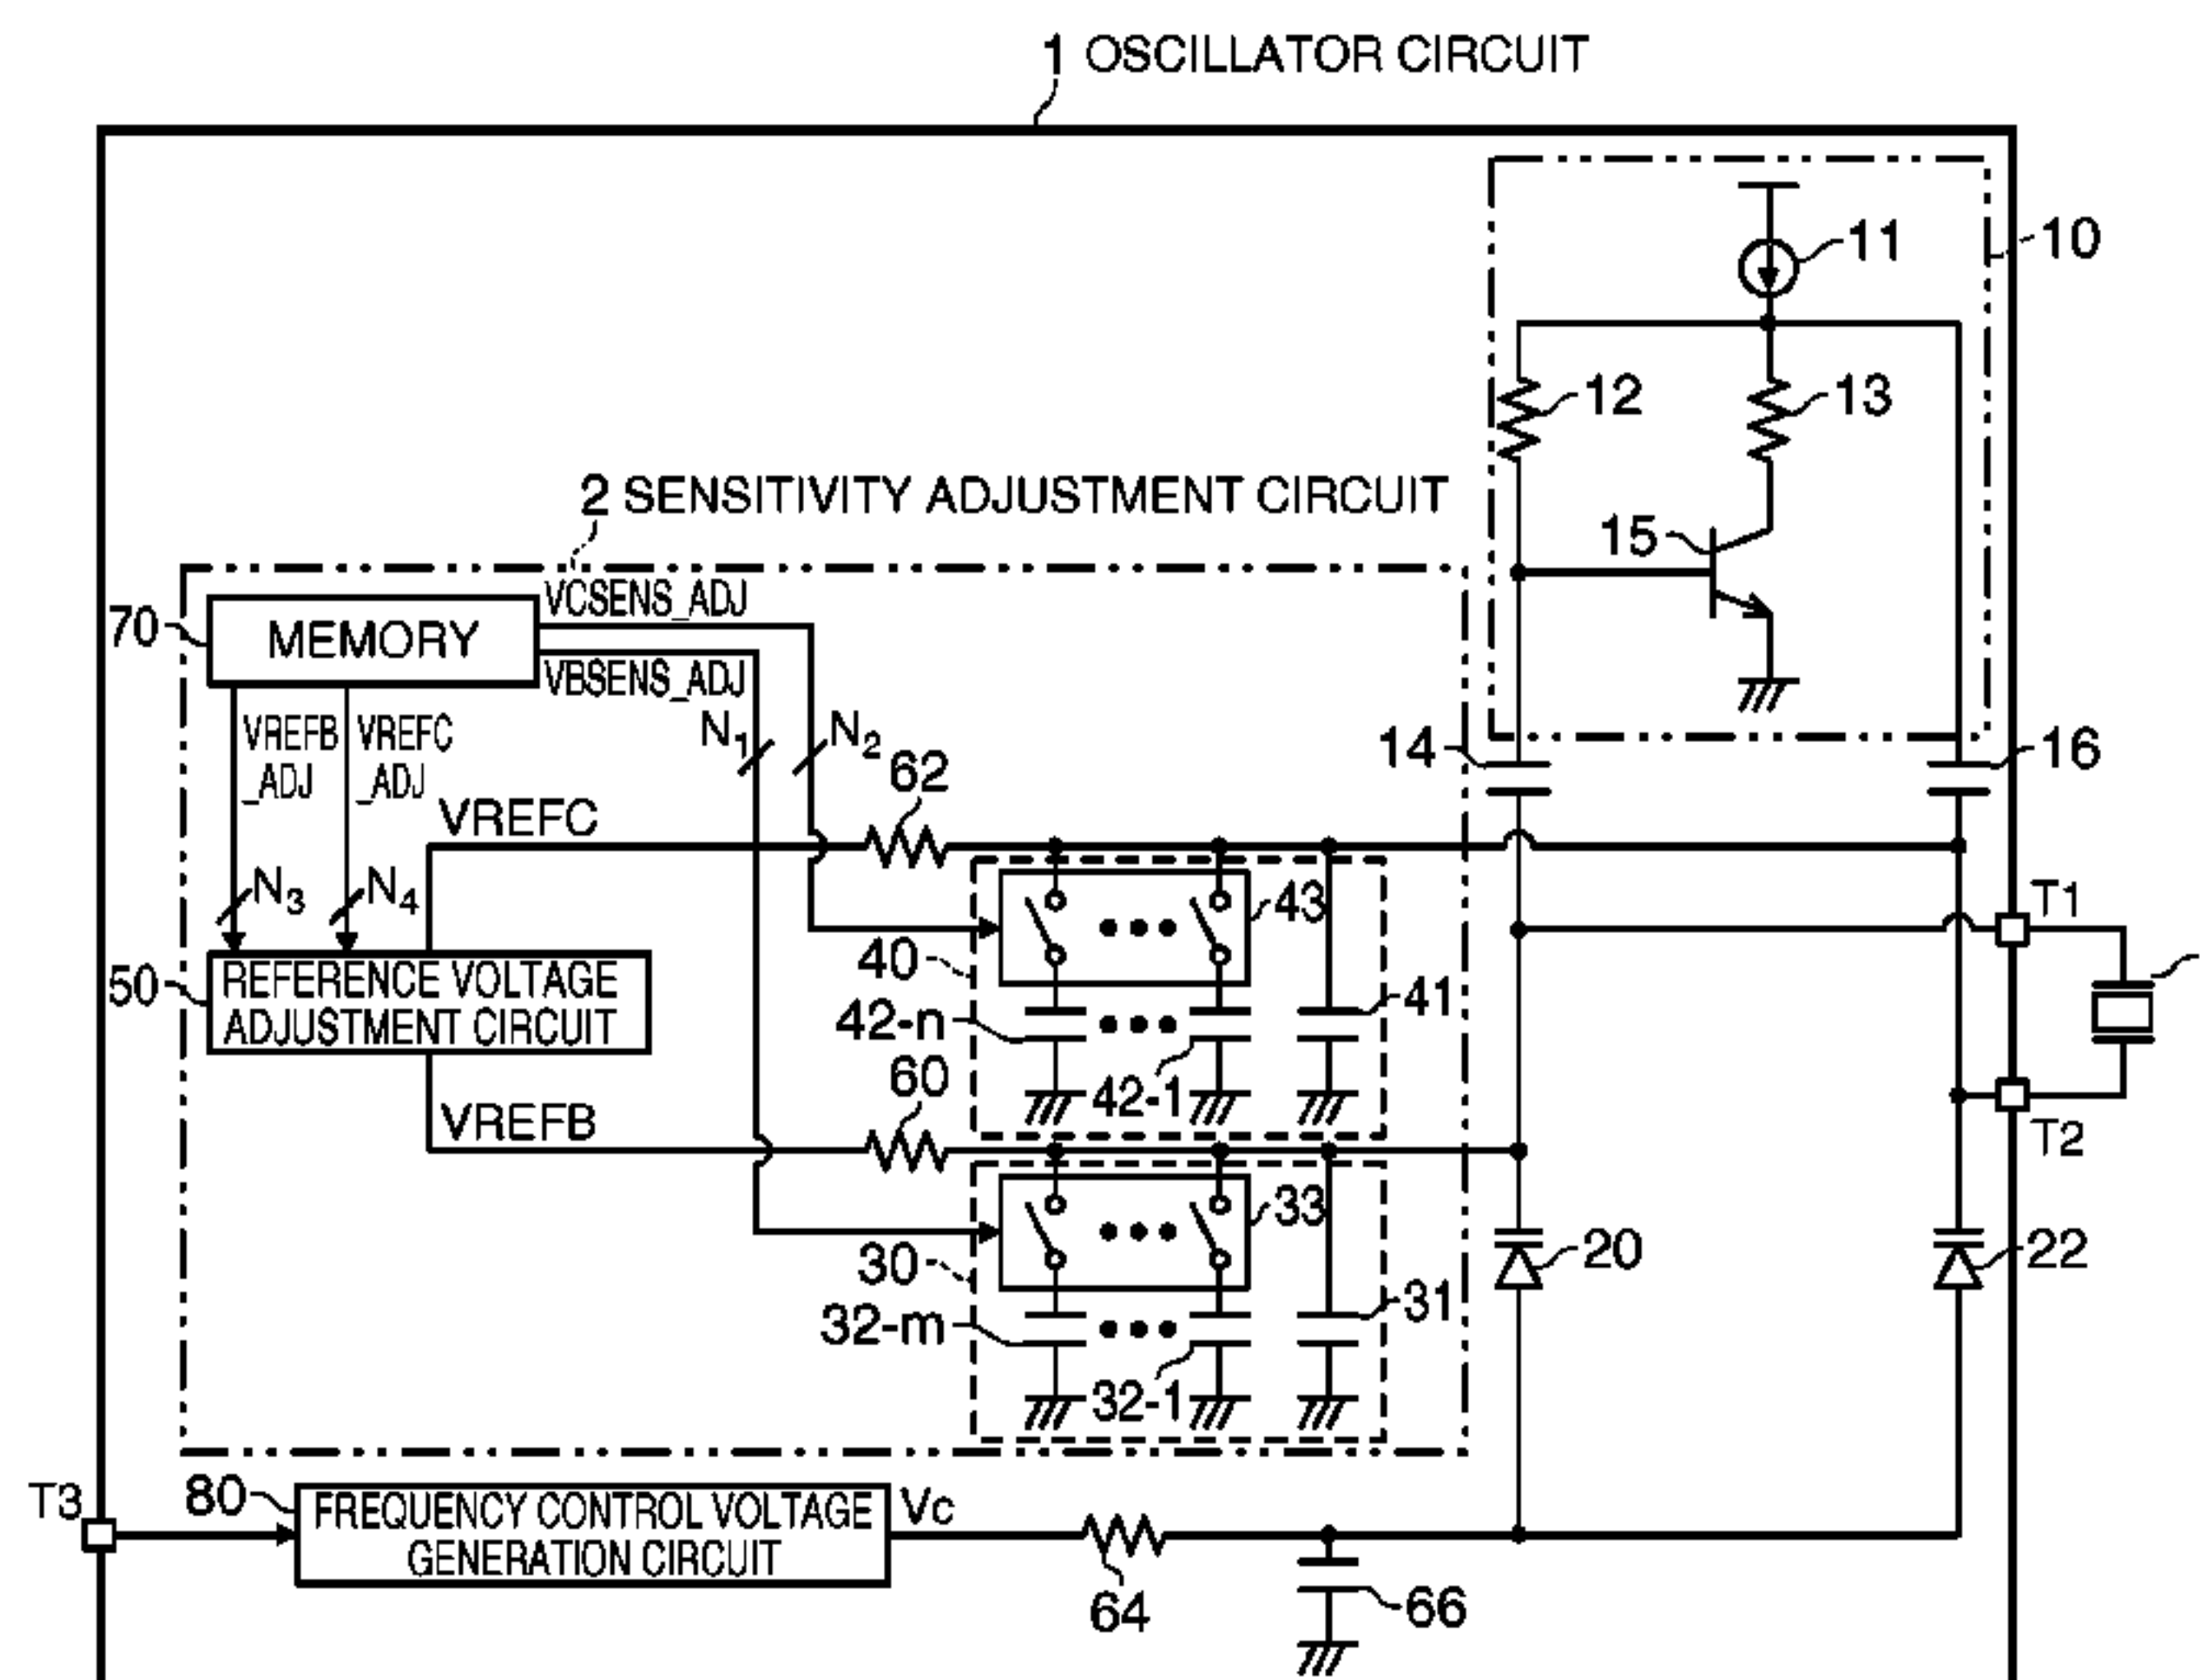 1 OSCILLATOR CIRCUIT
10
11
12
13
15
2 SENSITIVITY ADJUSTMENT CIRCUIT
70
MEMORY
VCSENS_ADJ
VBSENS_ADJ
VREFB
_ADJ
VREFC
_ADJ
N1
N2
14
16
62
VREFC
N3
N4
43
T1
40
41
50
REFERENCE VOLTAGE
ADJUSTMENT CIRCUIT
42-n
42-1
60
VREFB
T2
33
30
20
22
31
32-m
32-1
T3
80
FREQUENCY CONTROL VOLTAGE
GENERATION CIRCUIT
Vc
64
66